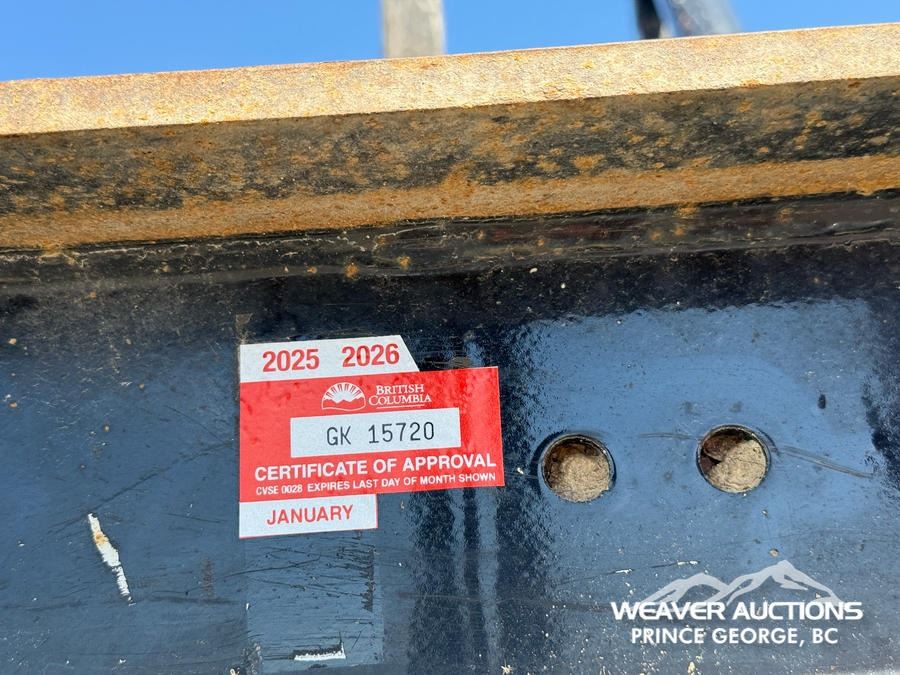 2025 2026
BRITISH
COLUMBIA
GK 15720
CERTIFICATE OF APPROVAL
CVSE 0028 EXPIRES LAST DAY OF MONTH SHOWN
JANUARY
WEAVER AUCTIONS
PRINCE GEORGE, BC